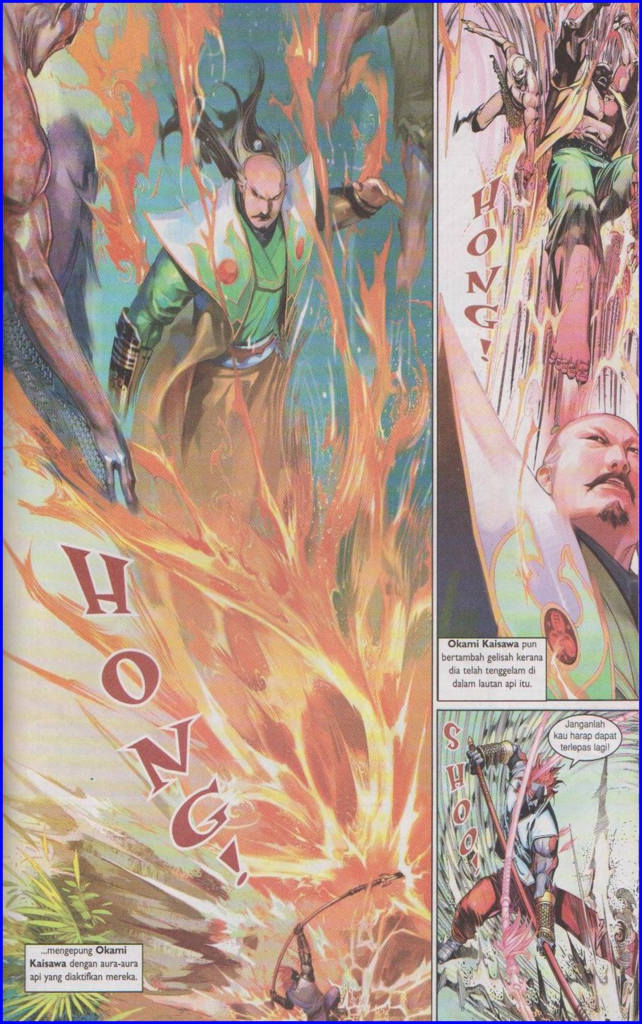 HONG!
...mengepung Okami
Kaisawa dengan aura-aura
api yang diaktifkan mereka.
HONG!
Okami Kaisawa pun
bertambah gelisah kerana
dia telah tenggelam di
dalam lautan api itu.
Janganlah
kau harap dapat
terlepas lagi!
SHOO!